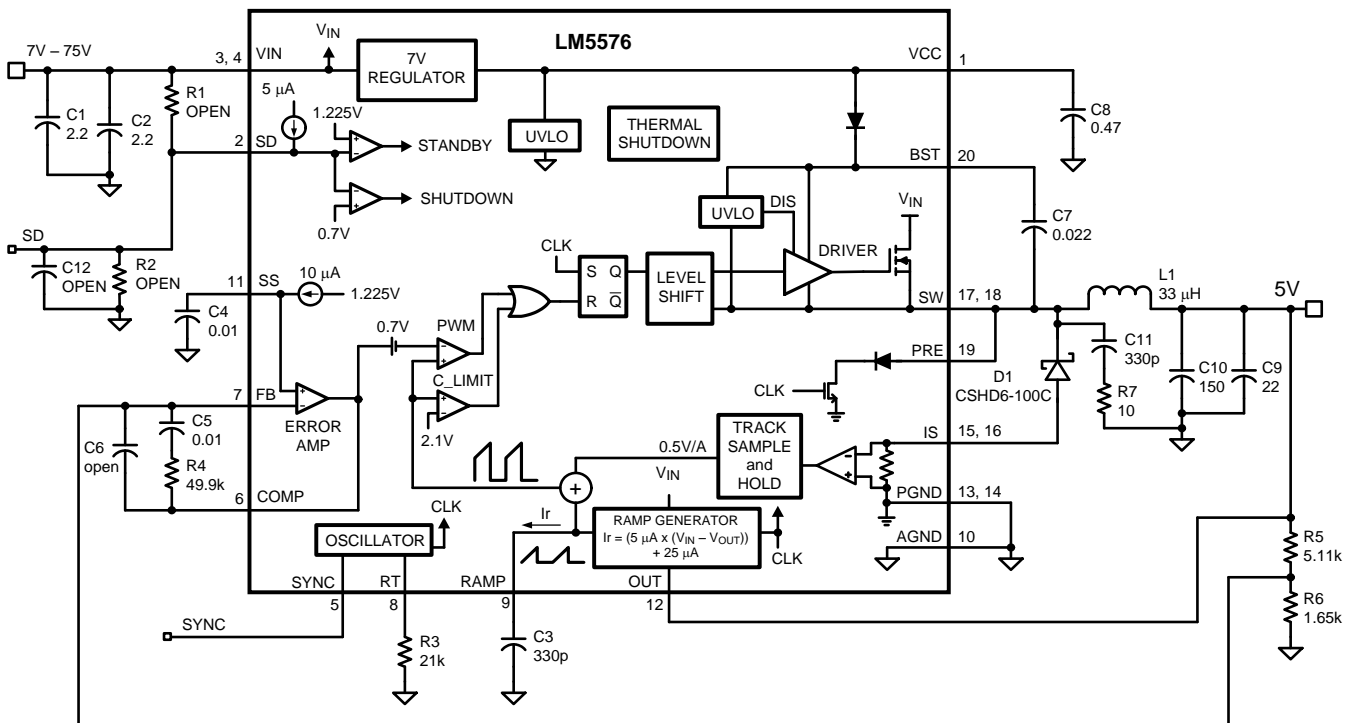 LM5576
7V – 75V
3, 4
VIN
V_IN
7V
REGULATOR
VCC
1
C1
2.2
C2
2.2
R1
OPEN
5 µA
1.225V
STANDBY
2
SD
SHUTDOWN
0.7V
UVLO
THERMAL
SHUTDOWN
C8
0.47
BST
20
UVLO
DIS
V_IN
DRIVER
C7
0.022
SD
C12
OPEN
R2
OPEN
11
SS
10 µA
1.225V
C4
0.01
CLK
S
Q
R
Q̅
LEVEL
SHIFT
SW
17, 18
L1
33 µH
5V
0.7V
PWM
C_LIMIT
2.1V
7
FB
ERROR
AMP
C5
0.01
C6
open
R4
49.9k
6
COMP
PRE
19
CLK
C11
330p
D1
CSHD6-100C
R7
10
C10
150
C9
22
IS
15, 16
TRACK
SAMPLE
and
HOLD
0.5V/A
V_IN
+
PGND
13, 14
AGND
10
Ir
RAMP GENERATOR
Ir = (5 µA x (V_IN – V_OUT))
+ 25 µA
CLK
CLK
OSCILLATOR
SYNC
5
RT
8
RAMP
9
OUT
12
R5
5.11k
R6
1.65k
SYNC
R3
21k
C3
330p